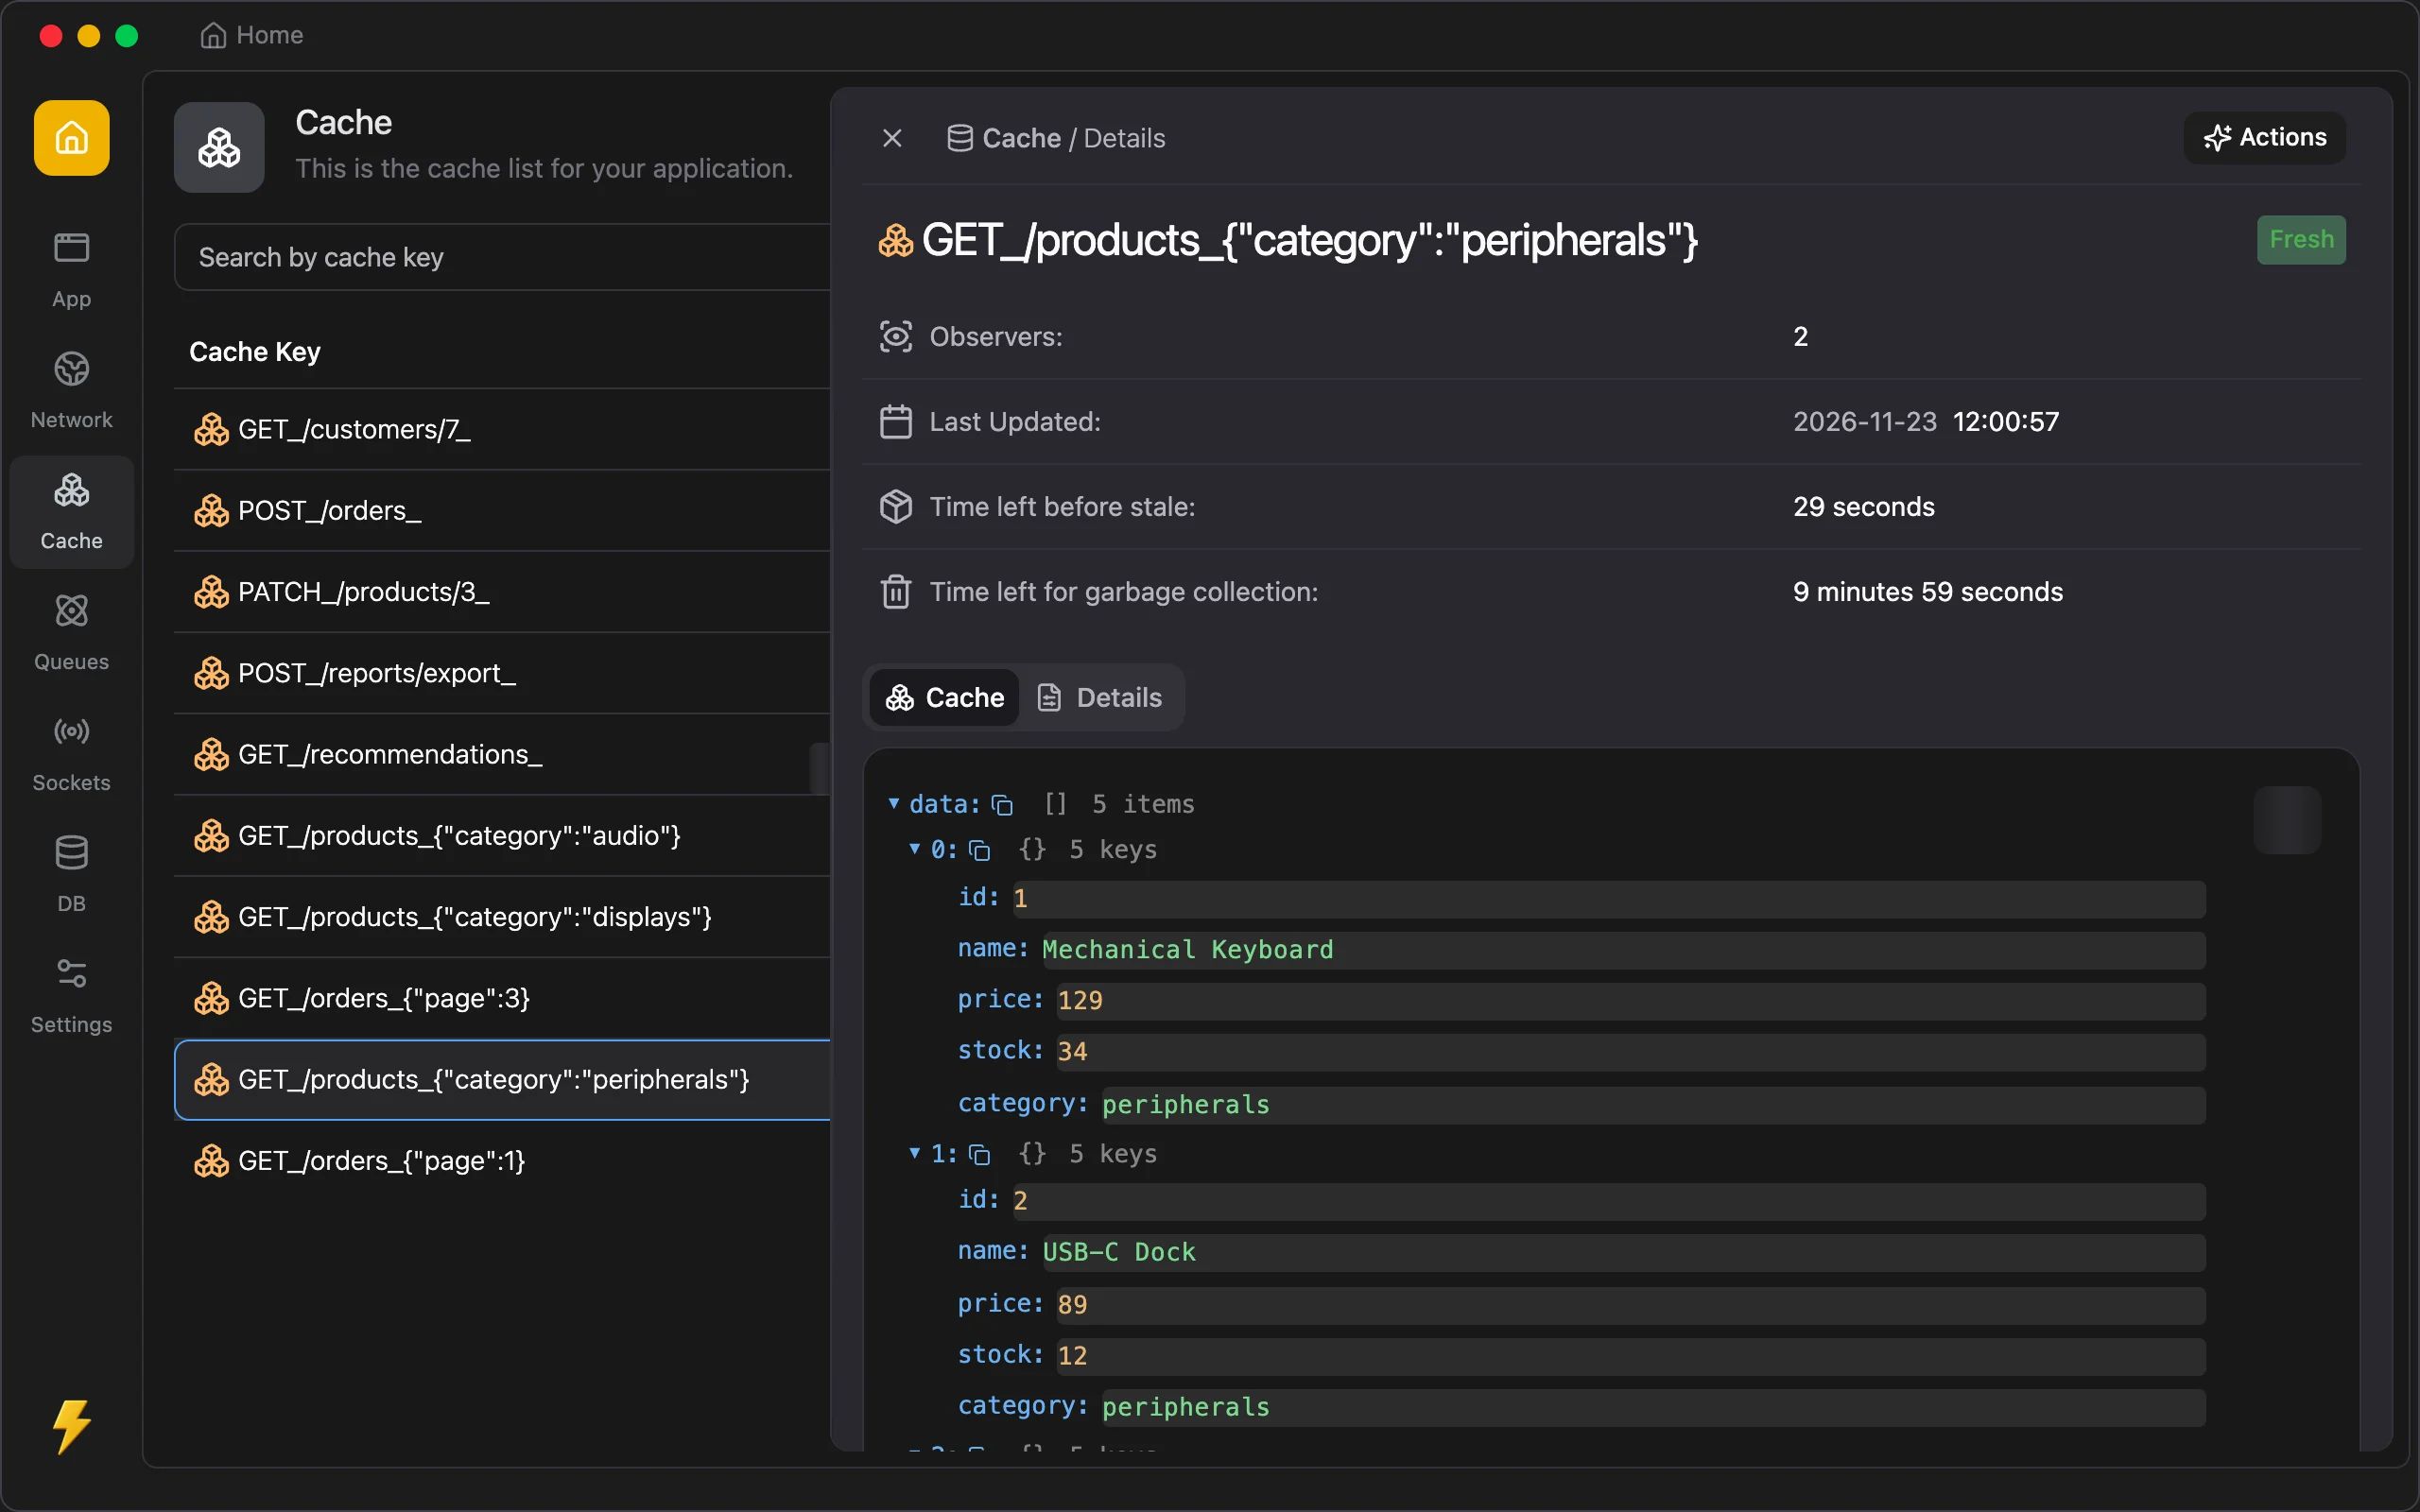 Home
App
Network
Cache
Queues
Sockets
DB
Settings
Cache
This is the cache list for your application.
Search by cache key
Cache Key
GET_/customers/7_
POST_/orders_
PATCH_/products/3_
POST_/reports/export_
GET_/recommendations_
GET_/products_{"category":"audio"}
GET_/products_{"category":"displays"}
GET_/orders_{"page":3}
GET_/products_{"category":"peripherals"}
GET_/orders_{"page":1}
Cache / Details
Actions
GET_/products_{"category":"peripherals"}
Fresh
Observers: 2
Last Updated: 2026-11-23 12:00:57
Time left before stale: 29 seconds
Time left for garbage collection: 9 minutes 59 seconds
Cache Details
data: [] 5 items
0: {} 5 keys
id: 1
name: Mechanical Keyboard
price: 129
stock: 34
category: peripherals
1: {} 5 keys
id: 2
name: USB-C Dock
price: 89
stock: 12
category: peripherals